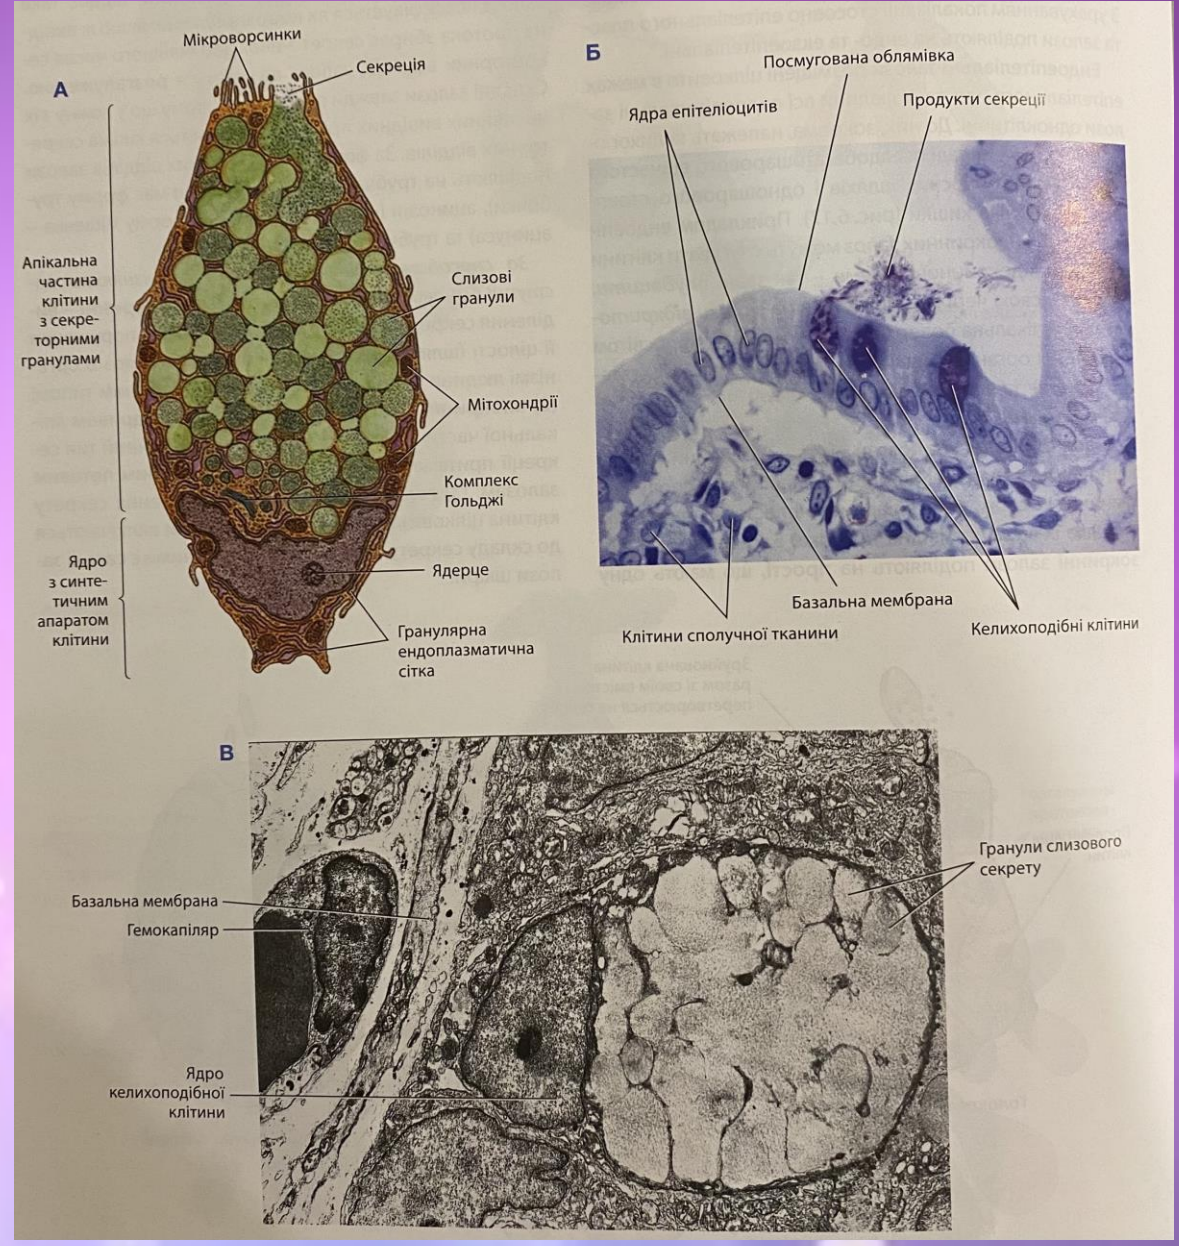 А
Мікроворсинки
Секреція
Апікальна
частина
клітини
з секре-
торними
гранулами
Слизові
гранули
Мітохондрії
Комплекс
Гольджі
Ядро
з синте-
тичним
апаратом
клітини
Ядерце
Гранулярна
ендоплазматична
сітка
Б
Посмугована облямівка
Ядра епітеліоцитів
Продукти секреції
Базальна мембрана
Клітини сполучної тканини
Келихоподібні клітини
В
Гранули слизового
секрету
Базальна мембрана
Гемокапіляр
Ядро
келихоподібної
клітини